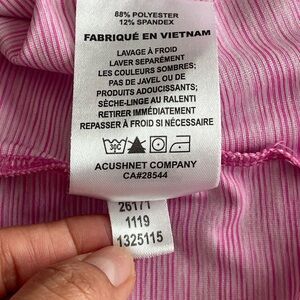 88% POLYESTER
12% SPANDEX
FABRIQUÉ EN VIETNAM
LAVAGE À FROID
LAVER SEPARÉMENT
LES COULEURS SOMBRES;
PAS DE JAVEL OU DE
PRODUITS ADOUCISSANTS;
SÈCHE-LINGE AU RALENTI
RETIRER IMMÉDIATEMENT
REPASSER À FROID SI NÉCESSAIRE
ACUSHNET COMPANY
CA#28544
26171
1119
1325115